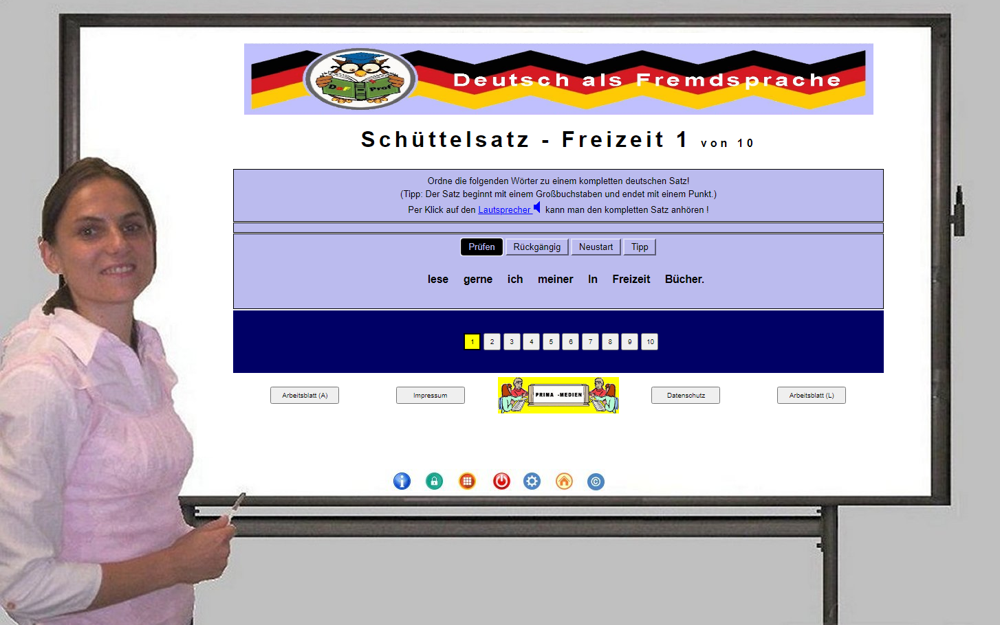 DaF Prof
Deutsch als Fremdsprache
Schüttelsatz - Freizeit 1 von 10
Ordne die folgenden Wörter zu einem kompletten deutschen Satz!
(Tipp: Der Satz beginnt mit einem Großbuchstaben und endet mit einem Punkt.)
Per Klick auf den Lautsprecher kann man den kompletten Satz anhören !
Prüfen Rückgängig Neustart Tipp
lese gerne ich meiner In Freizeit Bücher.
1 2 3 4 5 6 7 8 9 10
Arbeitsblatt (A) Impressum PRIMA -MEDIEN Datenschutz Arbeitsblatt (L)
i ©